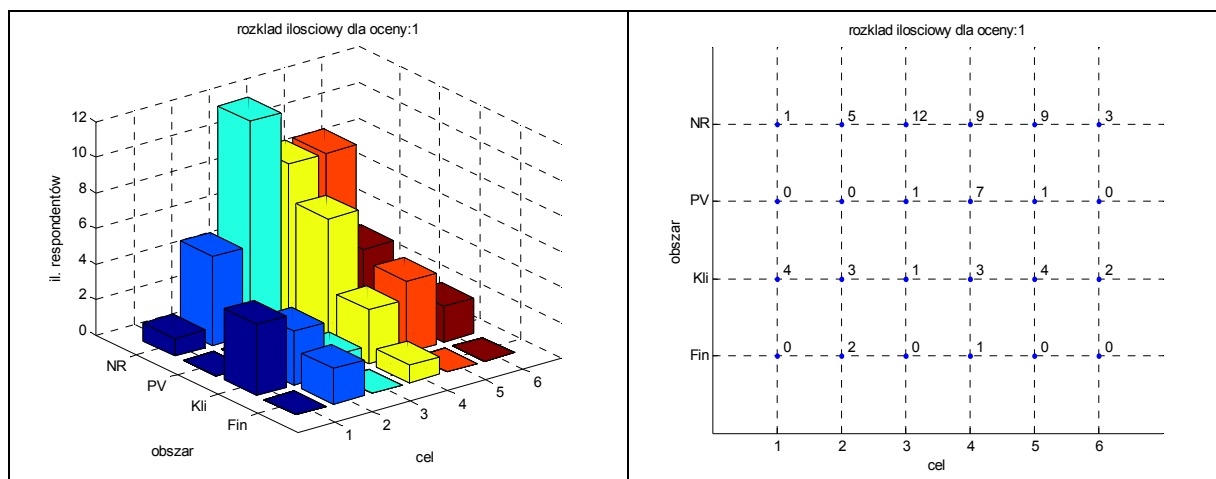 rozklad ilosciowy dla oceny:1
12
10
8
6
4
2
0
il. respondentów
NR
PV
Kli
Fin
obszar
1
2
3
4
5
6
cel
rozklad ilosciowy dla oceny:1
NR
1 5 12 9 9 3
PV
0 0 1 7 1 0
obszar
Kli
4 3 1 3 4 2
Fin
0 2 0 1 0 0
1 2 3 4 5 6
cel